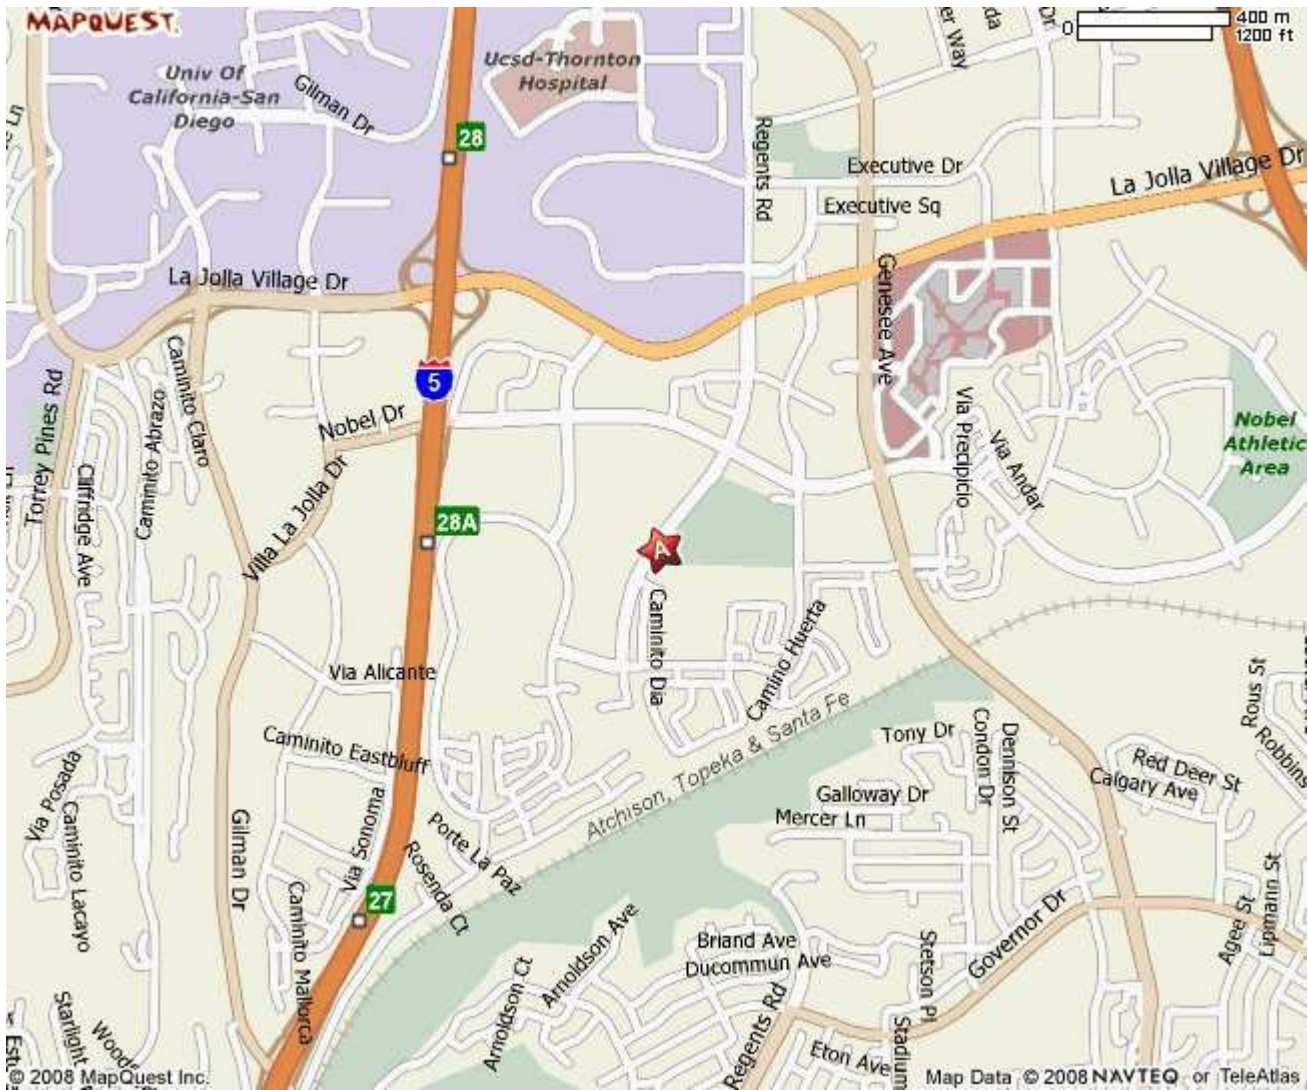 MAPQUEST.
400 m
0
1200 ft
Univ Of
California-San
Diego
Gilman Dr
Ucsd-Thornton
Hospital
28
Regents Rd
Executive Dr
Executive Sq
La Jolla Village Dr
La Jolla Village Dr
Genesee Ave
5
Nobel Dr
Torrey Pines Rd
Cliffridge Ave
Caminito Abrazo
Caminito Claro
Villa La Jolla Dr
Via Precipicio
Via Andar
Nobel
Athletic
Area
28A
A
Caminito Dia
Camino Huerta
Via Alicante
Caminito Eastbluff
Atchison, Topeka & Santa Fe
Tony Dr
Condon Dr
Dennison St
Rous St
Robbins
Red Deer St
Calgary Ave
Galloway Dr
Mercer Ln
Via Posada
Caminito Lacayo
Gilman Dr
Via Sonoma
Porte La Paz
Rosenda Ct
27
Caminito Mallorca
Arnoldson Ave
Arnoldson Ct
Briand Ave
Ducommun Ave
Regents Rd
Stetson Pl
Governor Dr
Agee St
Lipmann St
Starlight
Eton Ave
Stadium
© 2008 MapQuest Inc.
Map Data © 2008 NAVTEQ or TeleAtlas